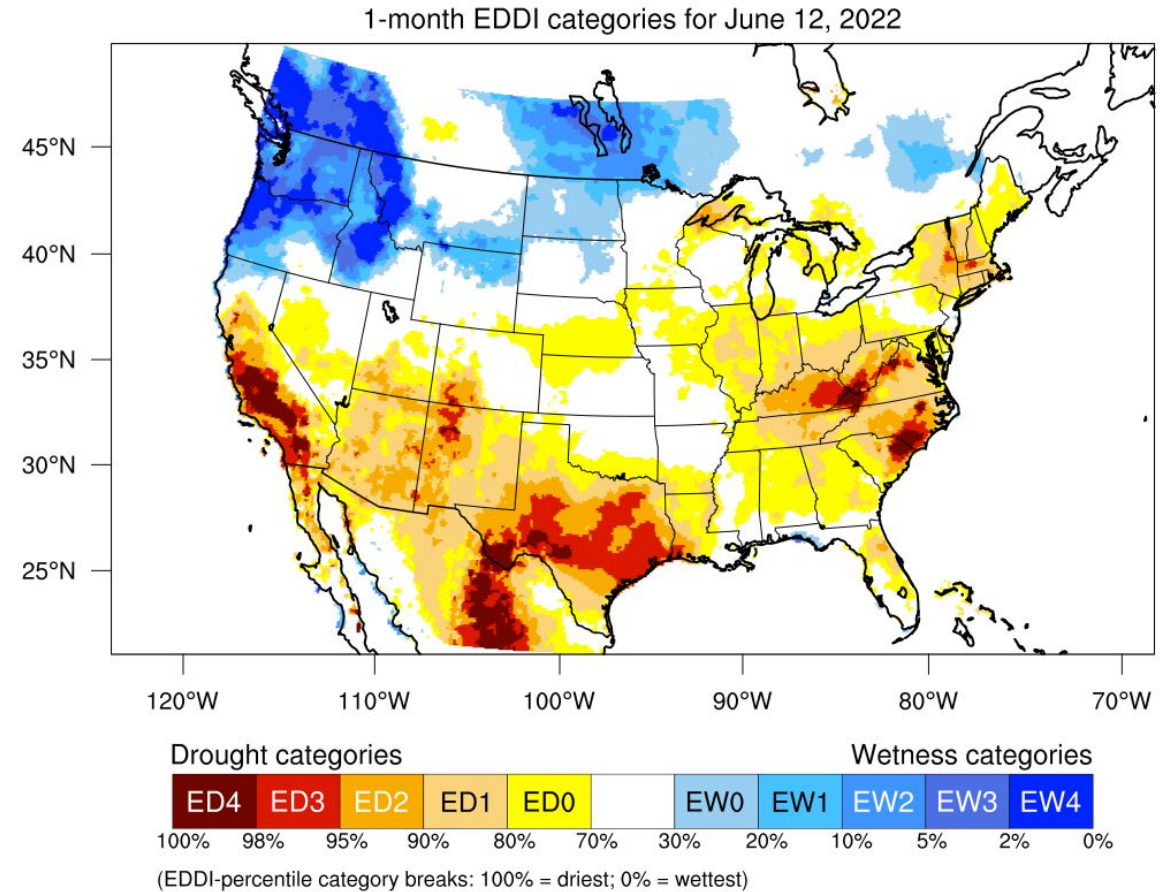 1-month EDDI categories for June 12, 2022
45°N
40°N
35°N
30°N
25°N
120°W 110°W 100°W 90°W 80°W 70°W
Drought categories Wetness categories
ED4 ED3 ED2 ED1 ED0 EW0 EW1 EW2 EW3 EW4
100% 98% 95% 90% 80% 70% 30% 20% 10% 5% 2% 0%
(EDDI-percentile category breaks: 100% = driest; 0% = wettest)